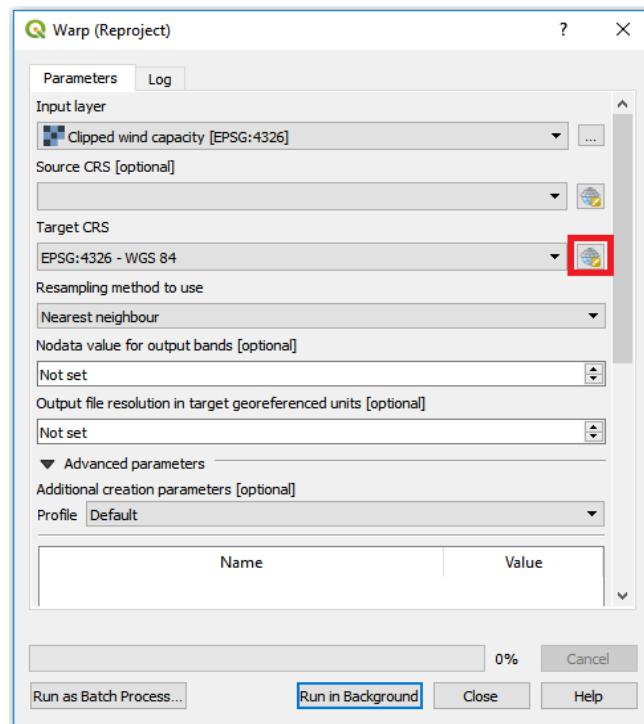 Warp (Reproject)
?
Parameters
Log
Input layer
Clipped wind capacity [EPSG:4326]
...
Source CRS [optional]
Target CRS
EPSG:4326 - WGS 84
Resampling method to use
Nearest neighbour
Nodata value for output bands [optional]
Not set
Output file resolution in target georeferenced units [optional]
Not set
Advanced parameters
Additional creation parameters [optional]
Profile Default
Name Value
0% Cancel
Run as Batch Process... Run in Background Close Help